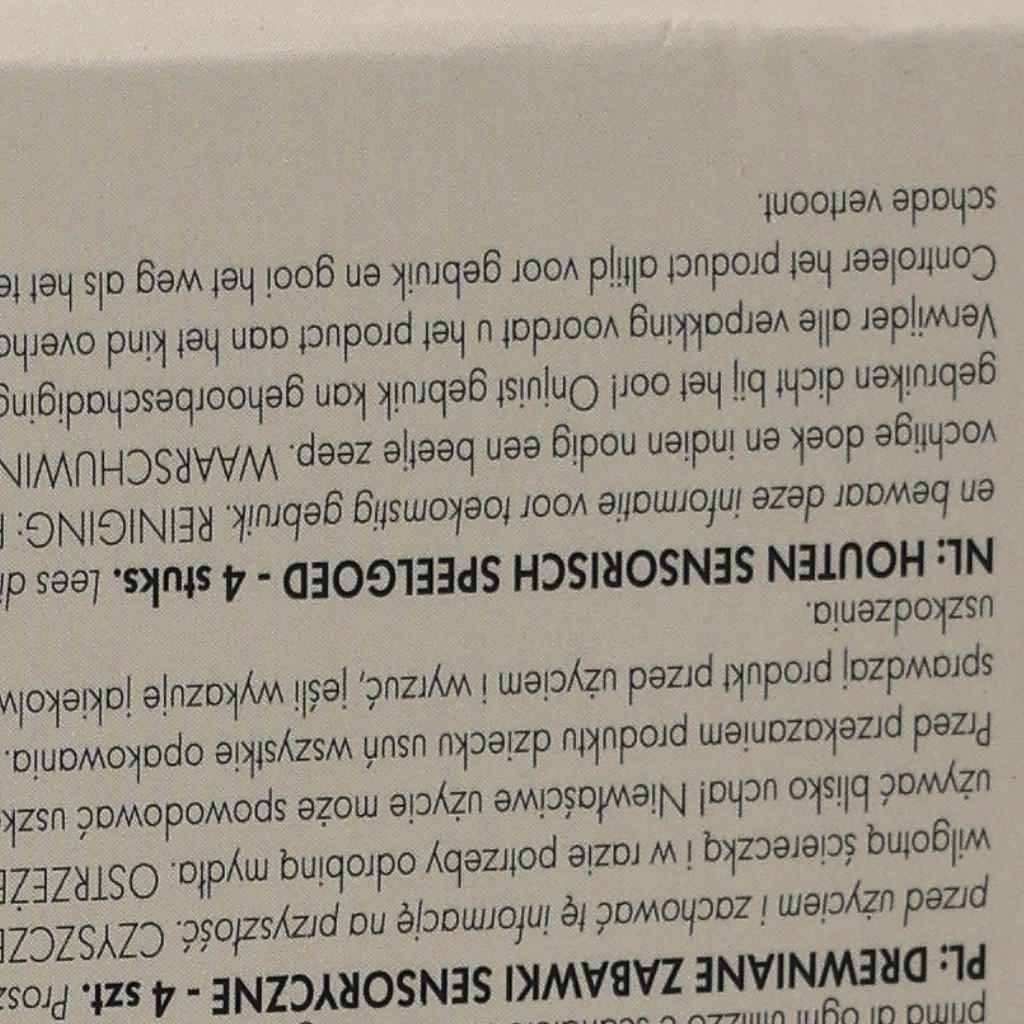 prima di ogni utilizzo e
PL: DREWNIANE ZABAWKI SENSORYCZNE - 4 szt.
przed użyciem i zachować tę informację na przyszłość.
wilgotną ściereczką i w razie potrzeby odrobiną mydła.
używać blisko ucha! Niewłaściwe użycie może spowodować
Przed przekazaniem produktu dziecku usuń wszystkie opakowania.
sprawdzaj produkt przed użyciem i wyrzuć, jeśli wykazuje
uszkodzenia.
NL: HOUTEN SENSORISCH SPEELGOED - 4 stuks. Lees
en bewaar deze informatie voor toekomstig gebruik. REINIGING:
vochtige doek en indien nodig een beetje zeep.
gebruiken dicht bij het oor! Onjuist gebruik kan gehoorbeschadiging
Verwijder alle verpakking voordat u het product aan het kind
Controleer het product altijd voor gebruik en gooi het weg als het
schade vertoont.